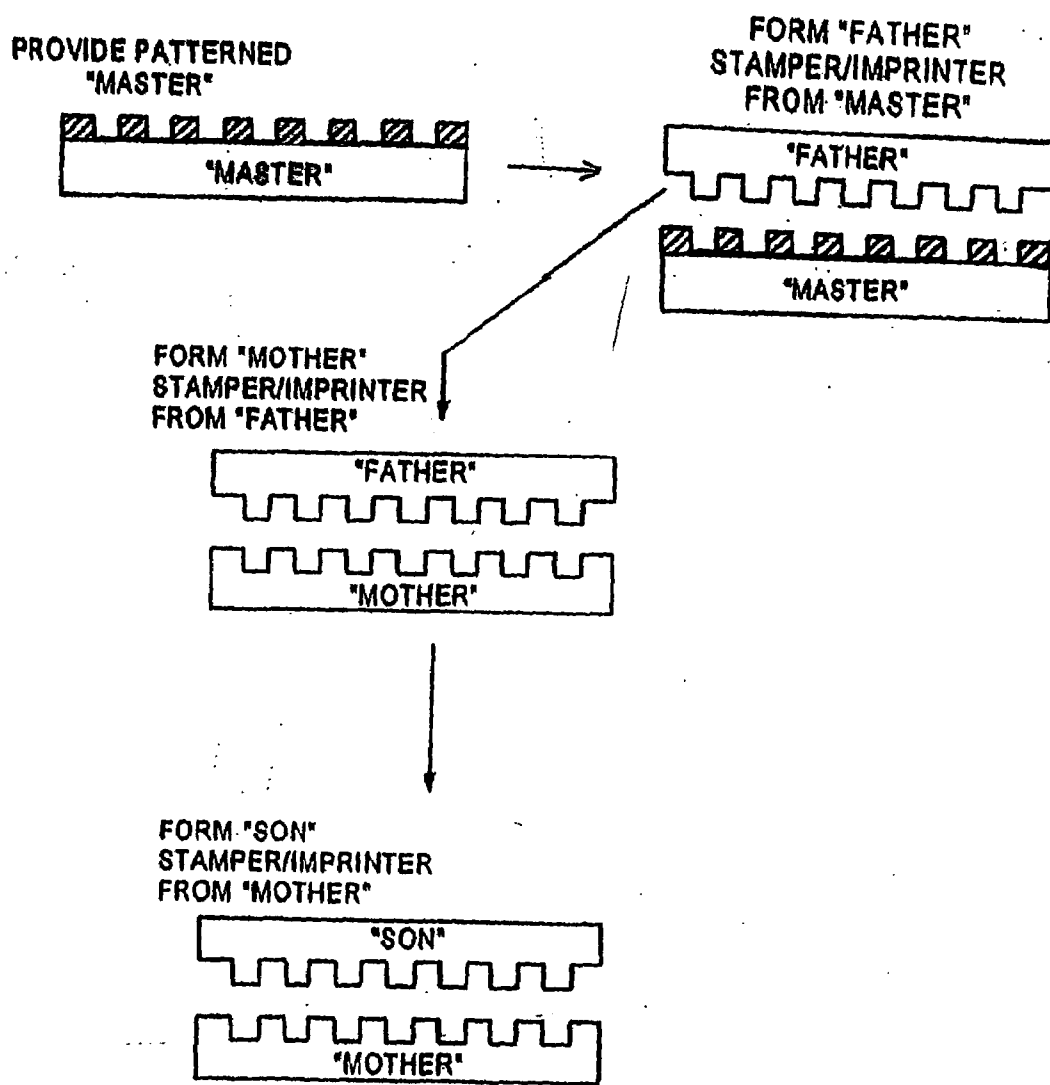 PROVIDE PATTERNED
"MASTER"
"MASTER"
FORM "FATHER"
STAMPER/IMPRINTER
FROM "MASTER"
"FATHER"
"MASTER"
FORM "MOTHER"
STAMPER/IMPRINTER
FROM "FATHER"
"FATHER"
"MOTHER"
FORM "SON"
STAMPER/IMPRINTER
FROM "MOTHER"
"SON"
"MOTHER"